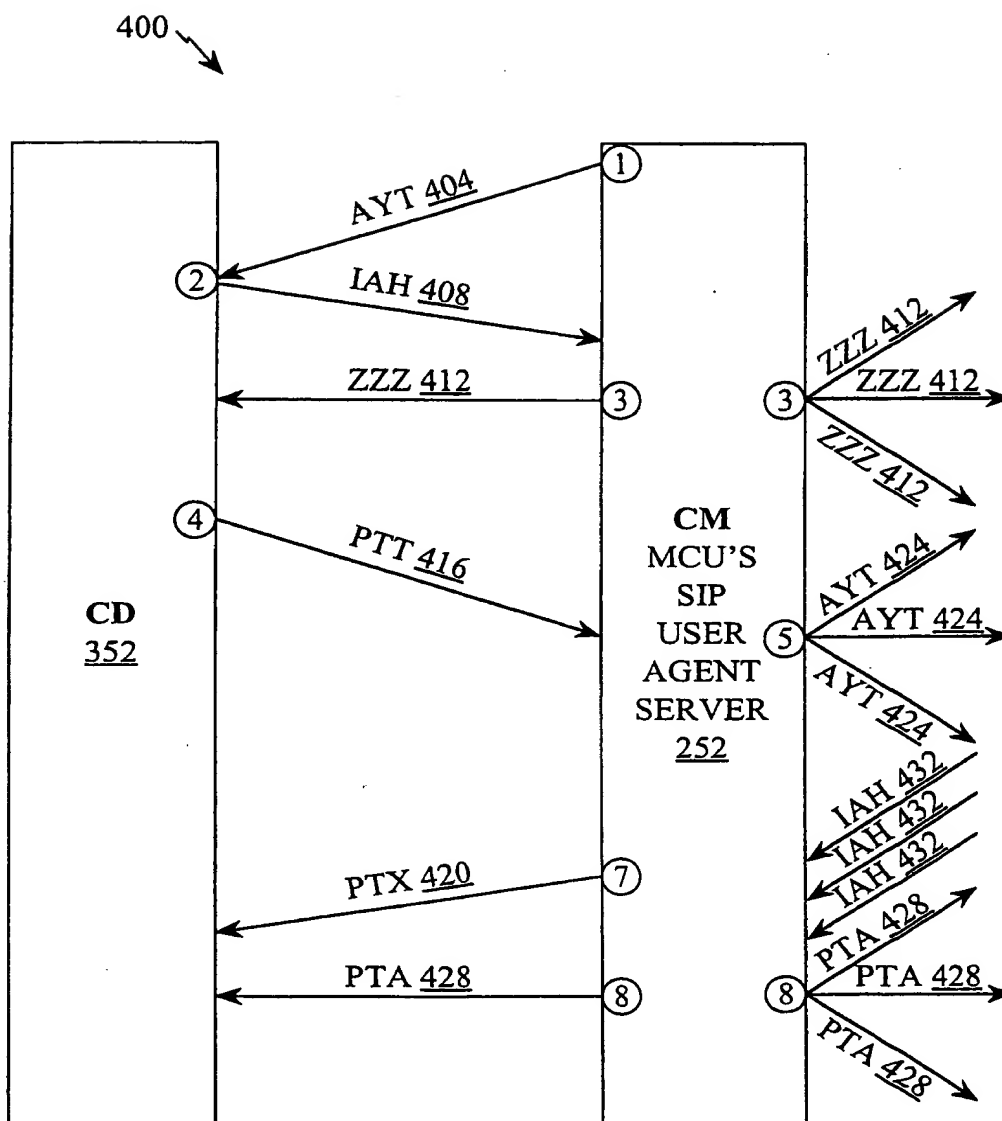 400
1
AYT 404
2
IAH 408
ZZZ 412
ZZZ 412
3
3
ZZZ 412
ZZZ 412
4
PTT 416
CD
352
CM
MCU'S
SIP
USER
AGENT
SERVER
252
AYT 424
5
AYT 424
AYT 424
IAH 432
IAH 432
IAH 432
PTX 420
7
PTA 428
PTA 428
8
8
PTA 428
PTA 428